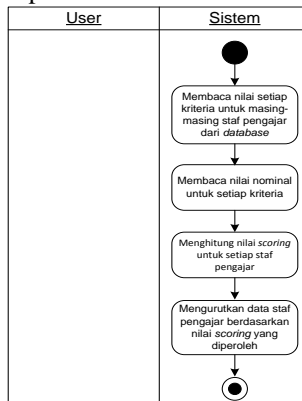 User
Sistem
Membaca nilai setiap
kriteria untuk masing-
masing staf pengajar
dari database
Membaca nilai nominal
untuk setiap kriteria
Menghitung nilai scoring
untuk setiap staf
pengajar
Mengurutkan data staf
pengajar berdasarkan
nilai scoring yang
diperoleh